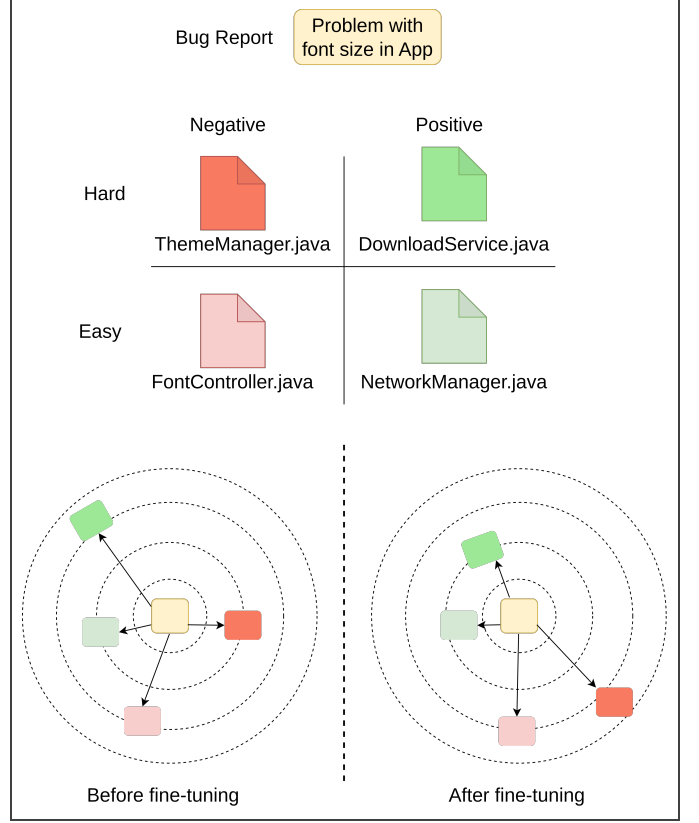 Bug Report
Problem with
font size in App
Negative
Positive
Hard
ThemeManager.java
DownloadService.java
Easy
FontController.java
NetworkManager.java
Before fine-tuning
After fine-tuning